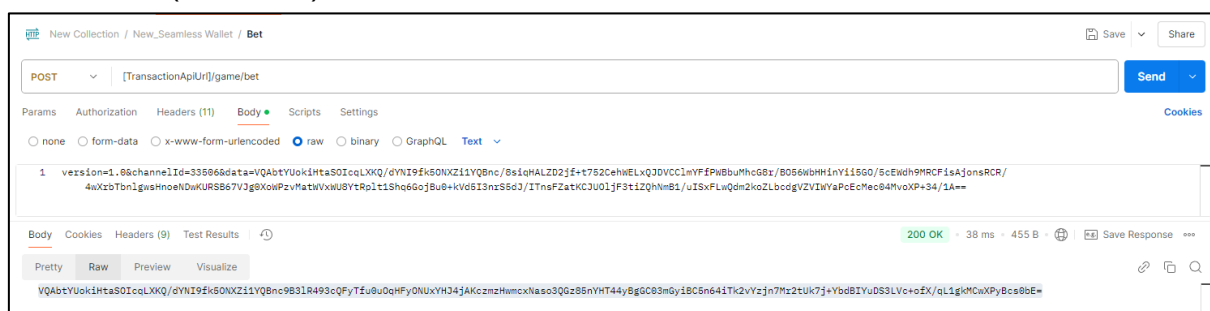 HTTP New Collection / New_Seamless Wallet / Bet Save Share
POST [TransactionApiUrl]/game/bet Send
Params Authorization Headers (11) Body Scripts Settings Cookies
none form-data x-www-form-urlencoded raw binary GraphQL Text
1 version=1.0&channelId=33506&data=VQAbtYUokiHtaSOIcqLXKQ/dYNI9fk5ONXZi1YQBnc/8siqHALZD2jf+t752CehWELxQJDVCClmYFfPWBbuMhcG8r/BO56WbHHinYii5GO/5cEWdh9MRCFisAjonsRCR/
4wXrbTbnlgwsHnoeNDwKURSB67VJg0XoWPzvMatWVxWU8YtRplt1Shq6GojBu0+kVd5I3nrS5dJ/ITnsFZatKCJUOljF3tiZQhNmB1/uISxFLwQdm2koZLbcdgVZVIWYaPcEcMec04MvoXP+34/1A==
Body Cookies Headers (9) Test Results 200 OK 38 ms 455 B e.g. Save Response
Pretty Raw Preview Visualize
VQAbtYUokiHtaSOIcqLXKQ/dYNI9fk5ONXZi1YQBnc9B3lR493cQFyTfu0uOqHFyONUxYHJ4jAKczmzHwmcxNaso3QGz85nYHT44yBgGC03mGyiBC5n64iTk2vYzjn7Mr2tUk7j+YbdBIYuDS3LVc+ofX/qL1gkMCwXPyBcs0bE=